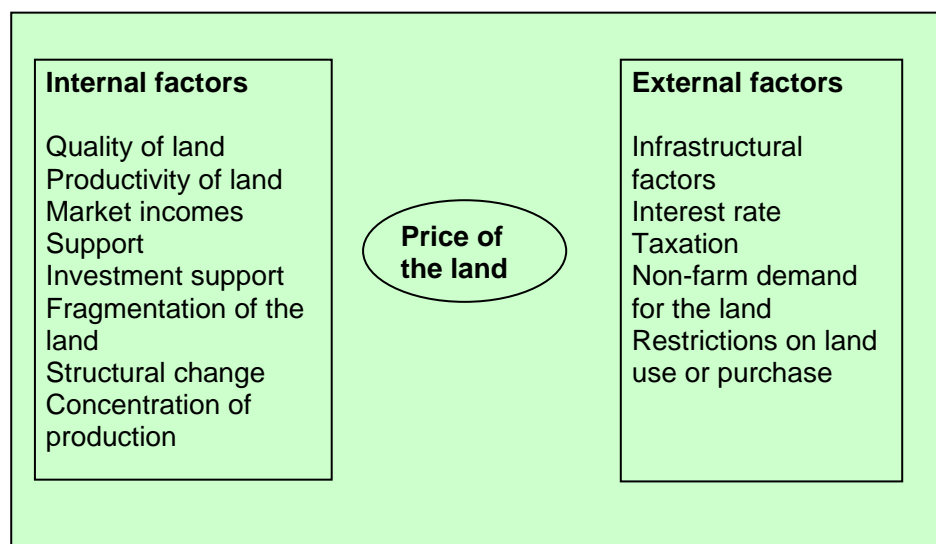 Internal factors
Quality of land
Productivity of land
Market incomes
Support
Investment support
Fragmentation of the
land
Structural change
Concentration of
production
Price of
the land
External factors
Infrastructural
factors
Interest rate
Taxation
Non-farm demand
for the land
Restrictions on land
use or purchase